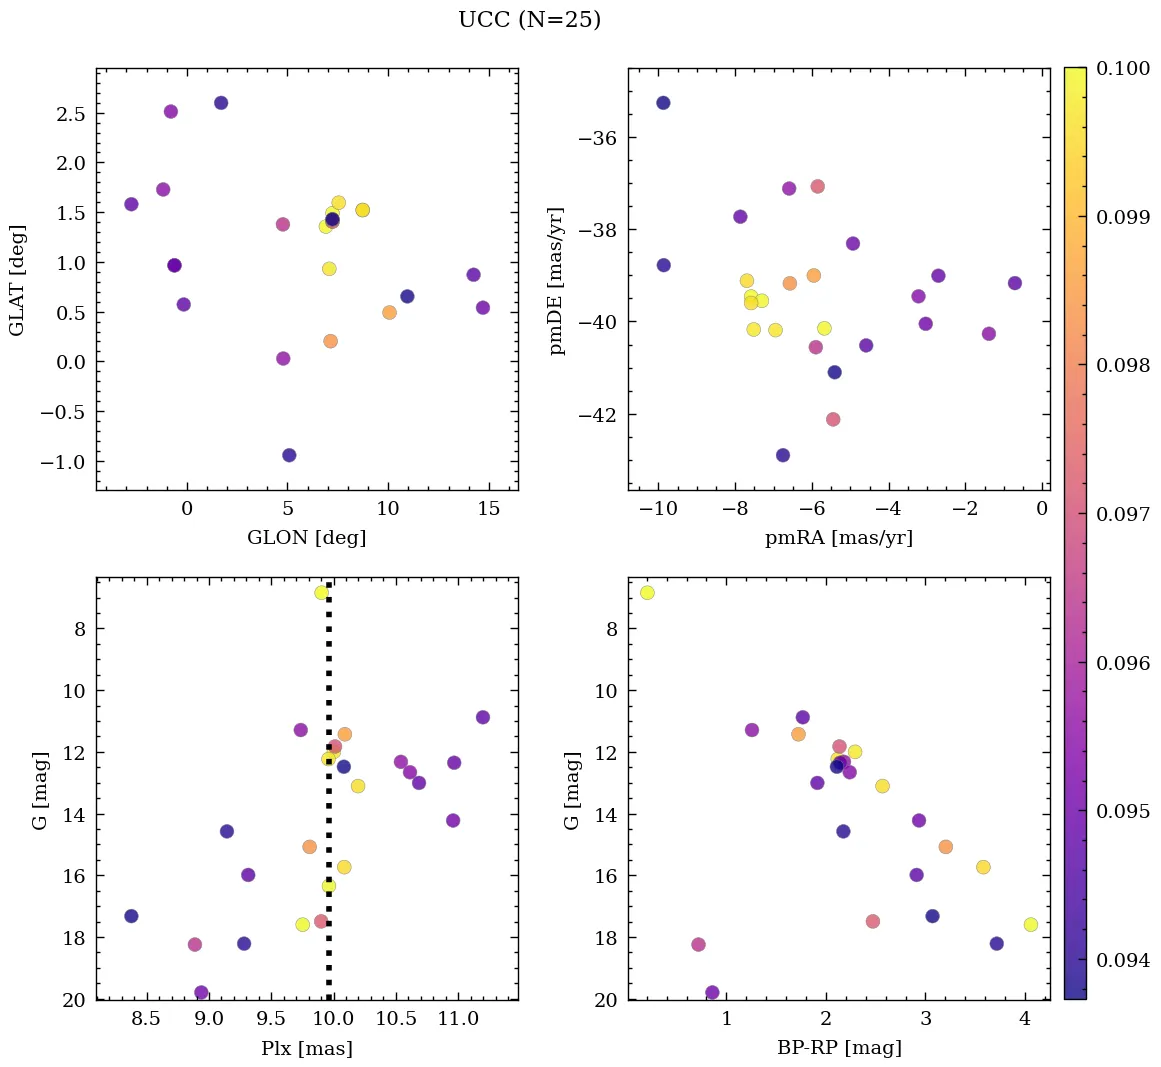 UCC (N=25)
2.5
2.0
1.5
1.0
0.5
0.0
−0.5
−1.0
GLAT [deg]
0 5 10 15
GLON [deg]
−36
−38
−40
−42
pmDE [mas/yr]
−10 −8 −6 −4 −2 0
pmRA [mas/yr]
8
10
12
14
16
18
20
G [mag]
8.5 9.0 9.5 10.0 10.5 11.0
Plx [mas]
8
10
12
14
16
18
20
G [mag]
1 2 3 4
BP-RP [mag]
0.100
0.099
0.098
0.097
0.096
0.095
0.094